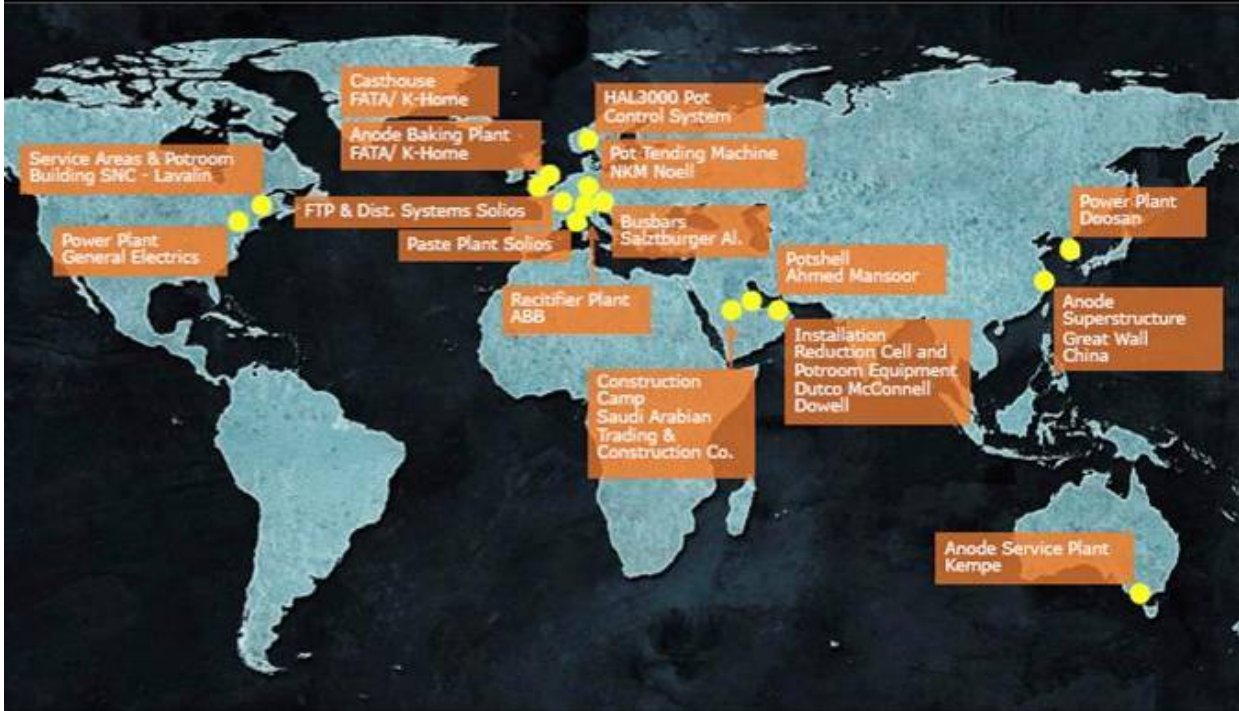 Casthouse
FATA/ K-Home
HAL3000 Pot
Control System
Anode Baking Plant
FATA/ K-Home
Service Areas & Potroom
Building SNC - Lavalin
Pot Tending Machine
NKM Noell
FTP & Dist. Systems Solios
Power Plant
Doosan
Busbars
Salztburger Al.
Power Plant
General Electrics
Paste Plant Solios
Potshell
Ahmed Mansoor
Recitifier Plant
ABB
Anode
Superstructure
Great Wall
China
Installation
Reduction Cell and
Potroom Equipment
Dutco McConnell
Dowell
Construction
Camp
Saudi Arabian
Trading &
Construction Co.
Anode Service Plant
Kempe